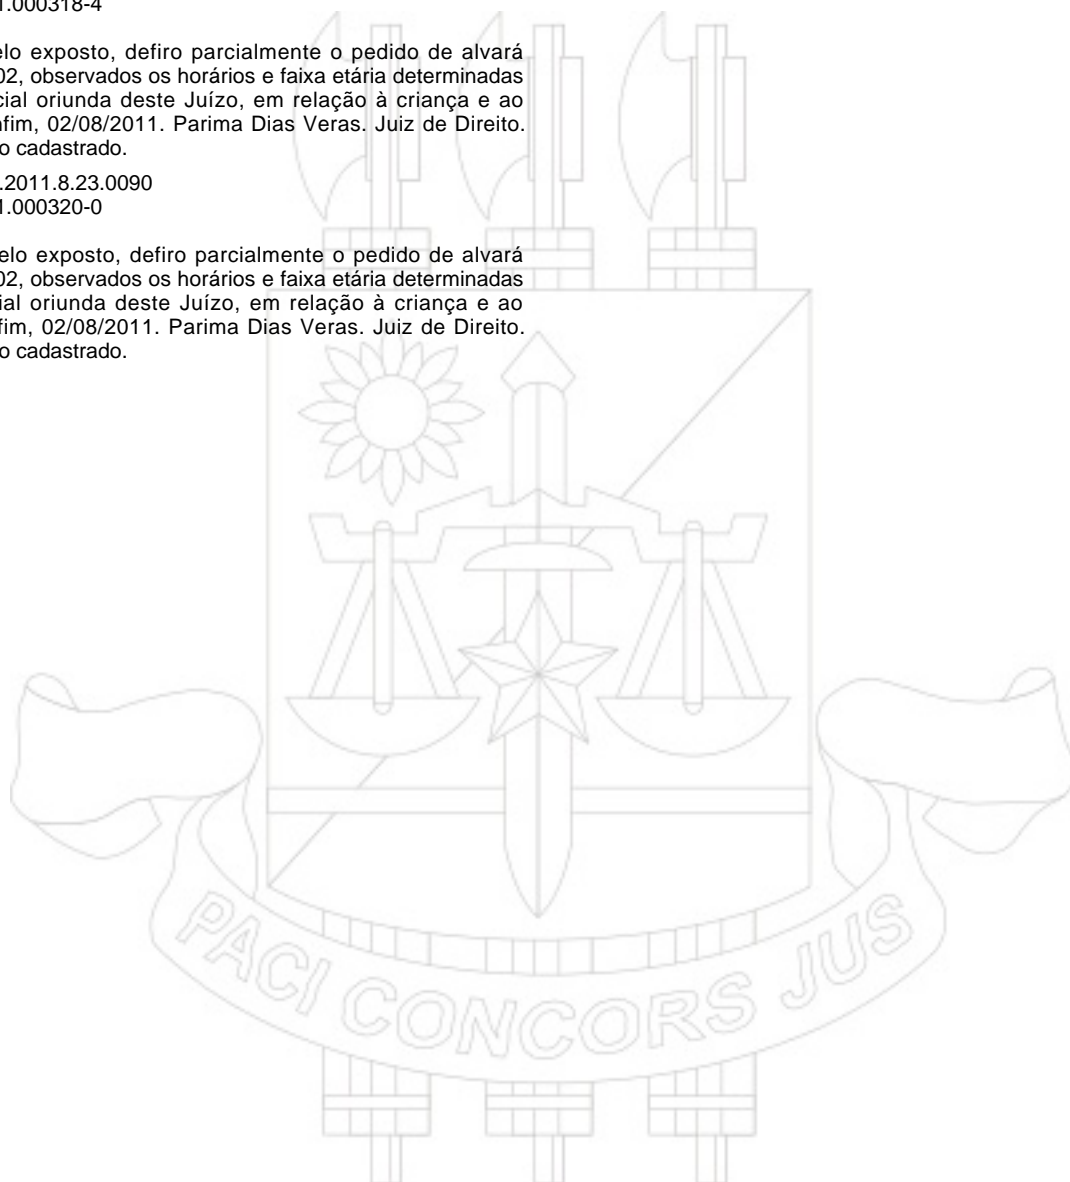 1.000318-4
elo exposto, defiro parcialmente o pedido de alvará
02, observados os horários e faixa etária determinadas
cial oriunda deste Juízo, em relação à criança e ao
nfim, 02/08/2011. Parima Dias Veras. Juiz de Direito.
o cadastrado.
.2011.8.23.0090
1.000320-0
elo exposto, defiro parcialmente o pedido de alvará
02, observados os horários e faixa etária determinadas
ial oriunda deste Juízo, em relação à criança e ao
fim, 02/08/2011. Parima Dias Veras. Juiz de Direito.
o cadastrado.
PACI CONCORS JUS